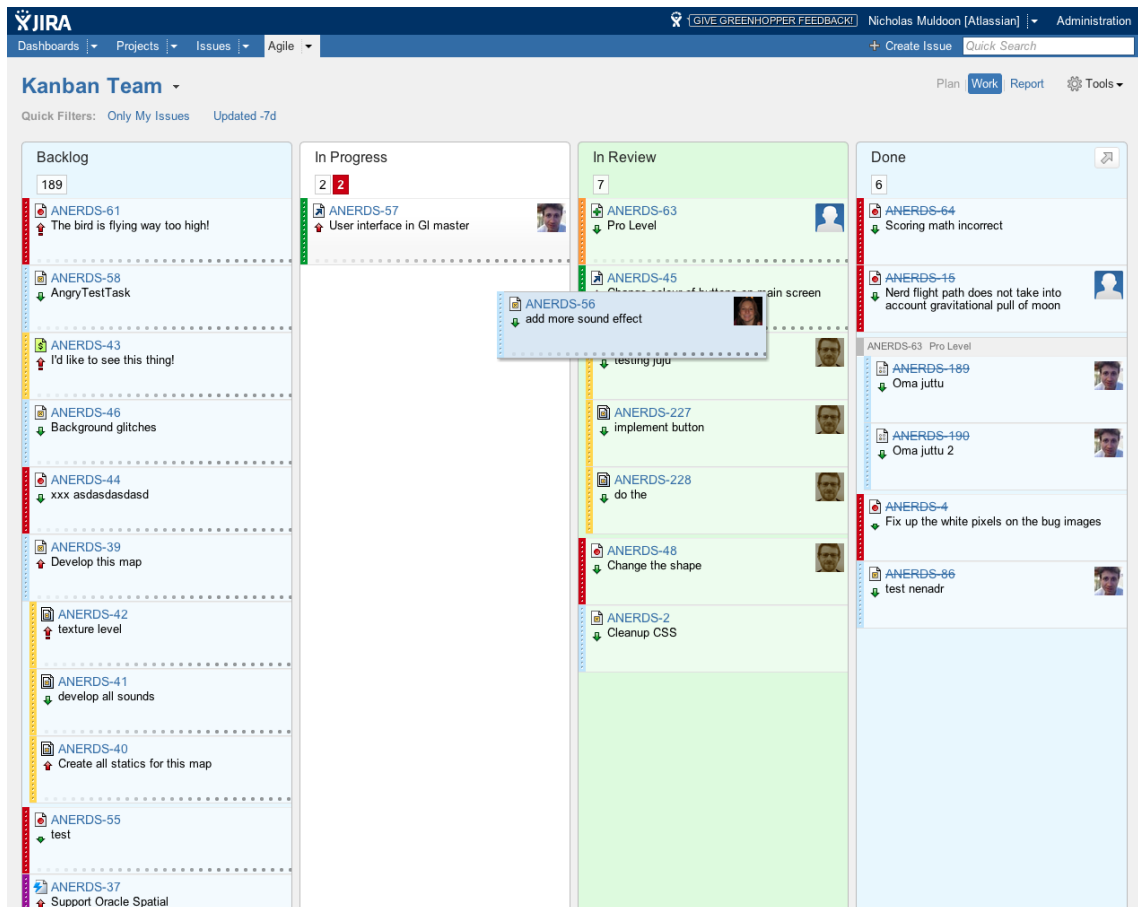 JIRA
GIVE GREENHOPPER FEEDBACK!
Nicholas Muldoon [Atlassian]
Administration
Dashboards
Projects
Issues
Agile
+ Create Issue
Quick Search
Kanban Team
Plan
Work
Report
Tools
Quick Filters:
Only My Issues
Updated -7d
Backlog
189
ANERDS-61
The bird is flying way too high!
ANERDS-58
AngryTestTask
ANERDS-43
I'd like to see this thing!
ANERDS-46
Background glitches
ANERDS-44
xxx asdasdasdasd
ANERDS-39
Develop this map
ANERDS-42
texture level
ANERDS-41
develop all sounds
ANERDS-40
Create all statics for this map
ANERDS-55
test
ANERDS-37
Support Oracle Spatial
In Progress
2 2
ANERDS-57
User interface in GI master
ANERDS-56
add more sound effect
In Review
7
ANERDS-63
Pro Level
ANERDS-45
Change colour of buttons on main screen
testing juju
ANERDS-227
implement button
ANERDS-228
do the
ANERDS-48
Change the shape
ANERDS-2
Cleanup CSS
Done
6
ANERDS-64
Scoring math incorrect
ANERDS-15
Nerd flight path does not take into
account gravitational pull of moon
ANERDS-63 Pro Level
ANERDS-189
Oma juttu
ANERDS-190
Oma juttu 2
ANERDS-4
Fix up the white pixels on the bug images
ANERDS-86
test nenadr